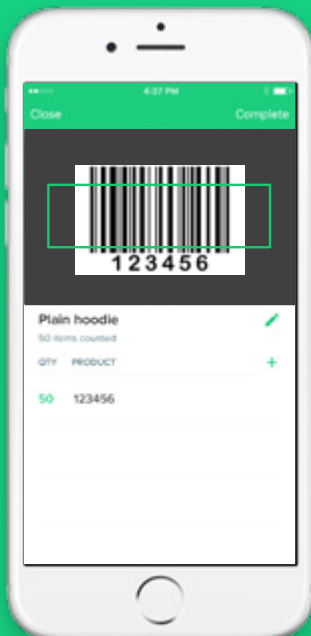 4:37 PM
Close Complete
123456
Plain hoodie
50 items counted
QTY PRODUCT
50 123456